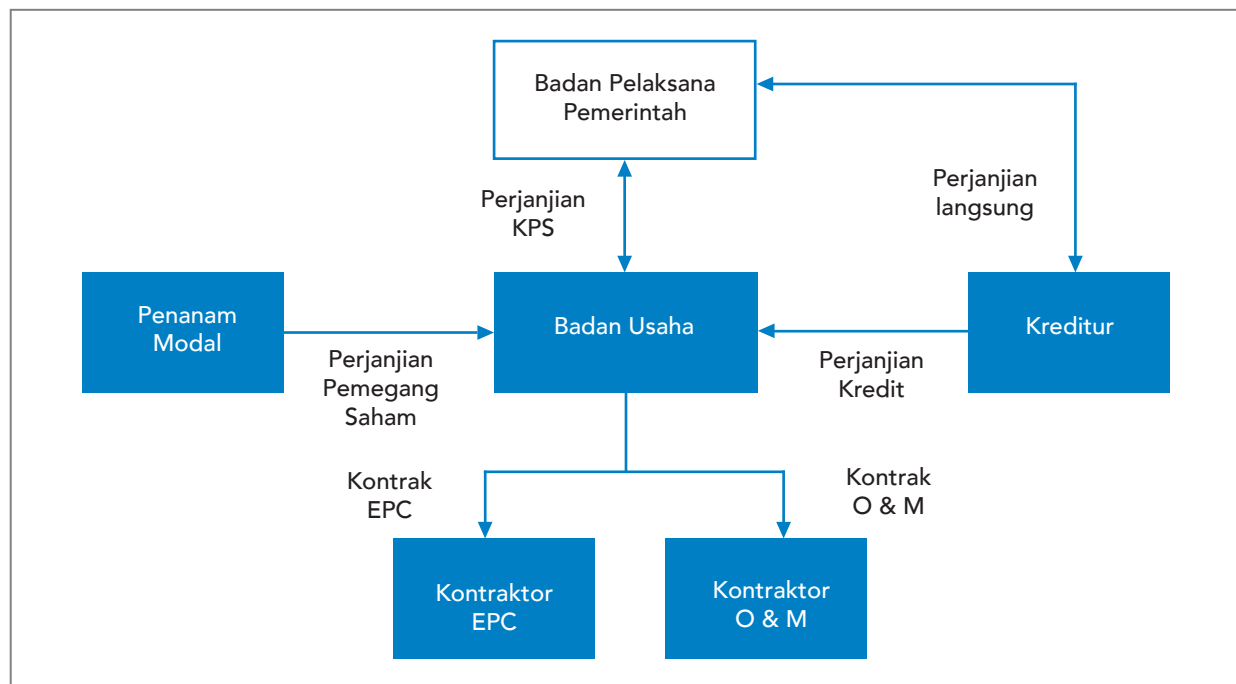 Badan Pelaksana
Pemerintah
Perjanjian
KPS
Perjanjian
langsung
Penanam
Modal
Badan Usaha
Kreditur
Perjanjian
Pemegang
Saham
Perjanjian
Kredit
Kontrak
EPC
Kontrak
O & M
Kontraktor
EPC
Kontraktor
O & M